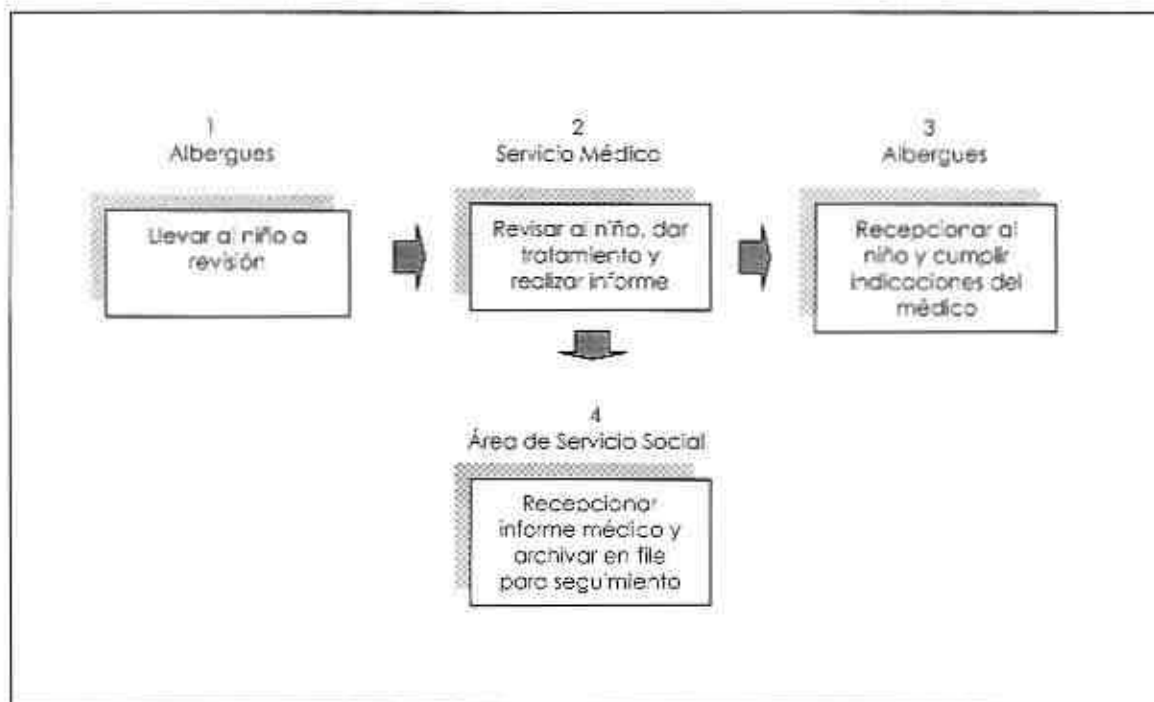 1
Albergues
Llevar al niño a
revisión
2
Servicio Médico
Revisar al niño, dar
tratamiento y
realizar informe
3
Albergues
Recepcionar al
niño y cumplir
indicaciones del
médico
4
Área de Servicio Social
Recepcionar
informe médico y
archivar en file
para seguimiento